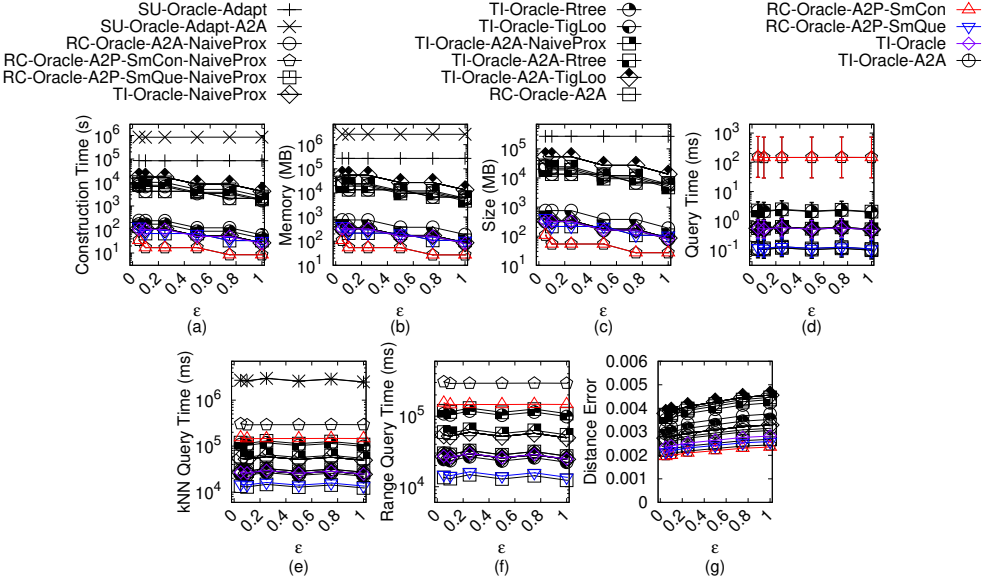 SU-Oracle-Adapt
SU-Oracle-Adapt-A2A
RC-Oracle-A2A-NaiveProx
RC-Oracle-A2P-SmCon-NaiveProx
RC-Oracle-A2P-SmQue-NaiveProx
TI-Oracle-NaiveProx
TI-Oracle-Rtree
TI-Oracle-TigLoo
TI-Oracle-A2A-NaiveProx
TI-Oracle-A2A-Rtree
TI-Oracle-A2A-TigLoo
RC-Oracle-A2A
RC-Oracle-A2P-SmCon
RC-Oracle-A2P-SmQue
TI-Oracle
TI-Oracle-A2A
Construction Time (s)
10^6
10^5
10^4
10^3
10^2
10^1
0 0.2 0.4 0.6 0.8 1
ε
(a)
Memory (MB)
10^6
10^5
10^4
10^3
10^2
10^1
0 0.2 0.4 0.6 0.8 1
ε
(b)
Size (MB)
10^5
10^4
10^3
10^2
10^1
0 0.2 0.4 0.6 0.8 1
ε
(c)
Query Time (ms)
10^3
10^2
10^1
10^0
10^-1
0 0.2 0.4 0.6 0.8 1
ε
(d)
kNN Query Time (ms)
10^6
10^5
10^4
0 0.2 0.4 0.6 0.8 1
ε
(e)
Range Query Time (ms)
10^5
10^4
0 0.2 0.4 0.6 0.8 1
ε
(f)
Distance Error
0.006
0.005
0.004
0.003
0.002
0.001
0
0 0.2 0.4 0.6 0.8 1
ε
(g)